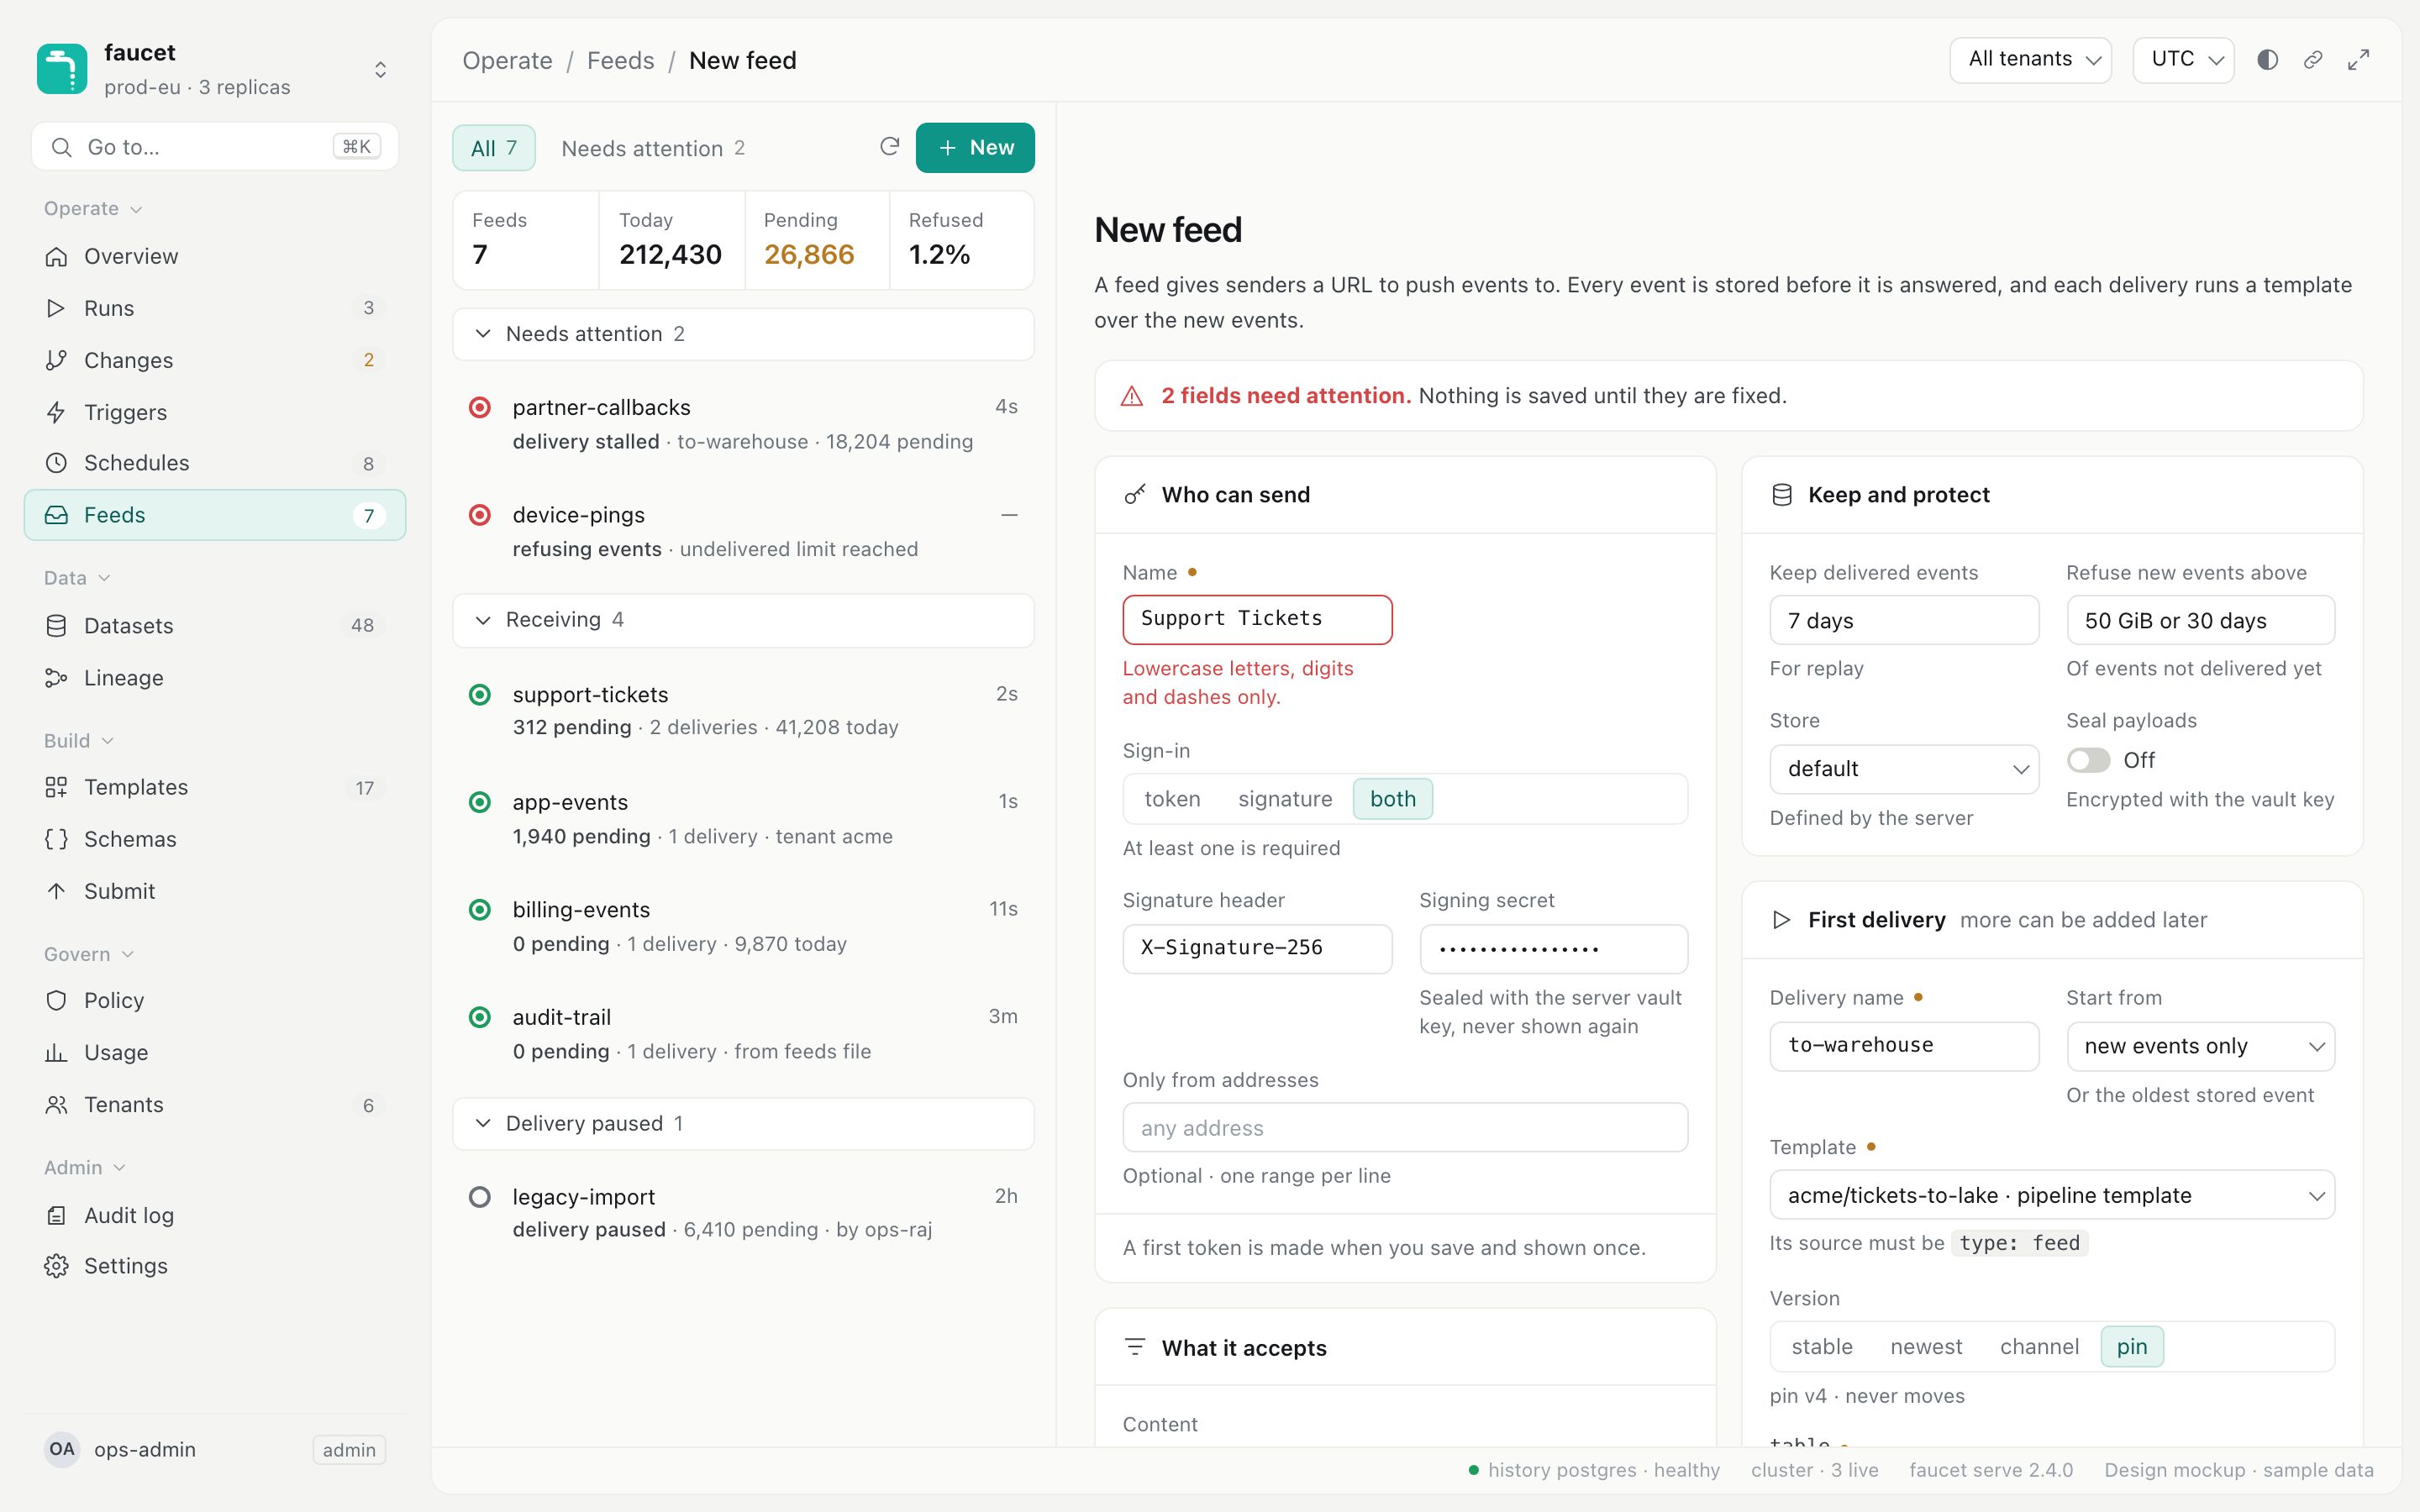 faucet
prod-eu · 3 replicas
Go to...
⌘K
Operate
Overview
Runs 3
Changes 2
Triggers
Schedules 8
Feeds 7
Data
Datasets 48
Lineage
Build
Templates 17
Schemas
Submit
Govern
Policy
Usage
Tenants 6
Admin
Audit log
Settings
OA ops-admin admin
Operate / Feeds / New feed
All tenants
UTC
All 7
Needs attention 2
New
Feeds
7
Today
212,430
Pending
26,866
Refused
1.2%
Needs attention 2
partner-callbacks 4s
delivery stalled · to-warehouse · 18,204 pending
device-pings —
refusing events · undelivered limit reached
Receiving 4
support-tickets 2s
312 pending · 2 deliveries · 41,208 today
app-events 1s
1,940 pending · 1 delivery · tenant acme
billing-events 11s
0 pending · 1 delivery · 9,870 today
audit-trail 3m
0 pending · 1 delivery · from feeds file
Delivery paused 1
legacy-import 2h
delivery paused · 6,410 pending · by ops-raj
New feed
A feed gives senders a URL to push events to. Every event is stored before it is answered, and each delivery runs a template
over the new events.
2 fields need attention. Nothing is saved until they are fixed.
Who can send
Name
Support Tickets
Lowercase letters, digits
and dashes only.
Sign-in
token signature both
At least one is required
Signature header
X-Signature-256
Signing secret
••••••••••••••••
Sealed with the server vault
key, never shown again
Only from addresses
any address
Optional · one range per line
A first token is made when you save and shown once.
What it accepts
Content
Keep and protect
Keep delivered events
7 days
For replay
Refuse new events above
50 GiB or 30 days
Of events not delivered yet
Store
default
Defined by the server
Seal payloads
Off
Encrypted with the vault key
First delivery more can be added later
Delivery name
to-warehouse
Start from
new events only
Or the oldest stored event
Template
acme/tickets-to-lake · pipeline template
Its source must be type: feed
Version
stable newest channel pin
pin v4 · never moves
table
history postgres · healthy
cluster · 3 live
faucet serve 2.4.0
Design mockup · sample data